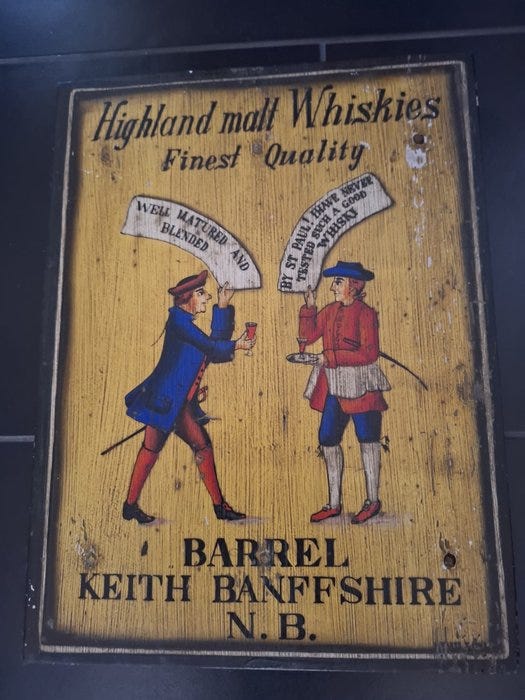 Highland malt Whiskies
Finest Quality
WELL MATURED AND
BLENDED
BY ST PAUL! I HAVE NEVER
TESTED SUCH A GOOD
WHISKY
BARREL
KEITH BANFFSHIRE
N.B.